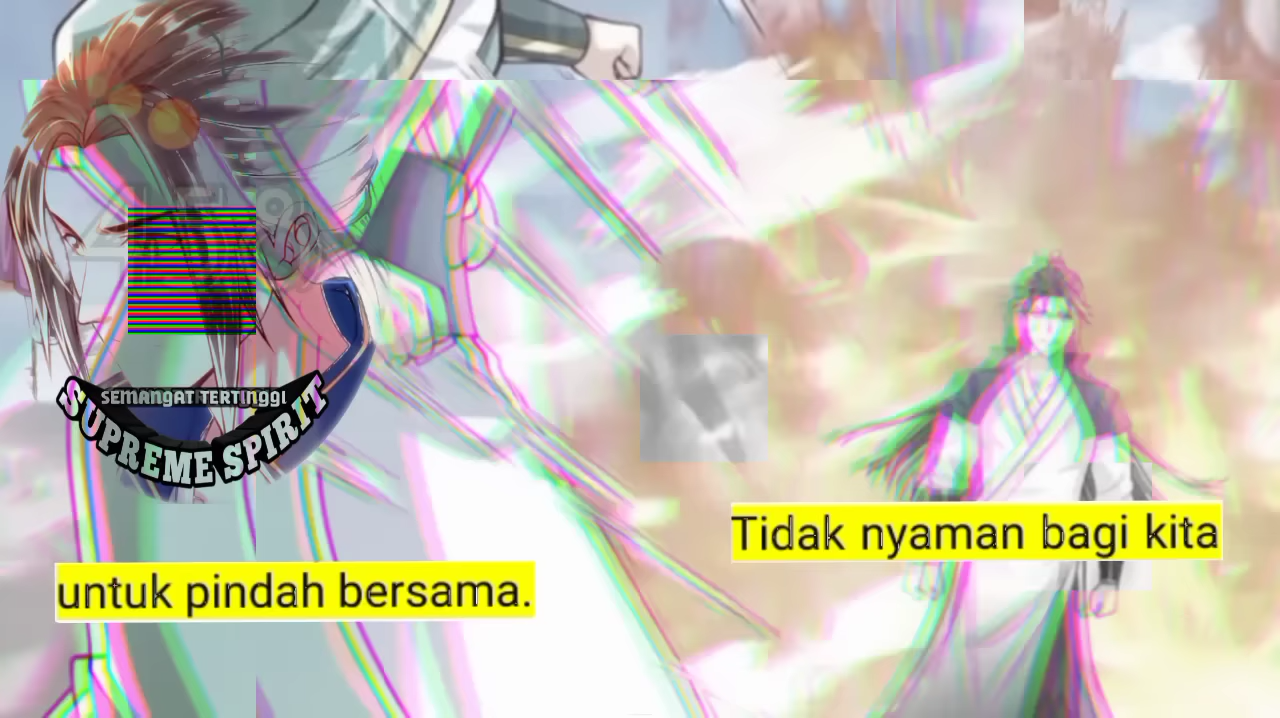 SEMANGAT TERTINGGI
SUPREME SPIRIT
Tidak nyaman bagi kita
untuk pindah bersama.